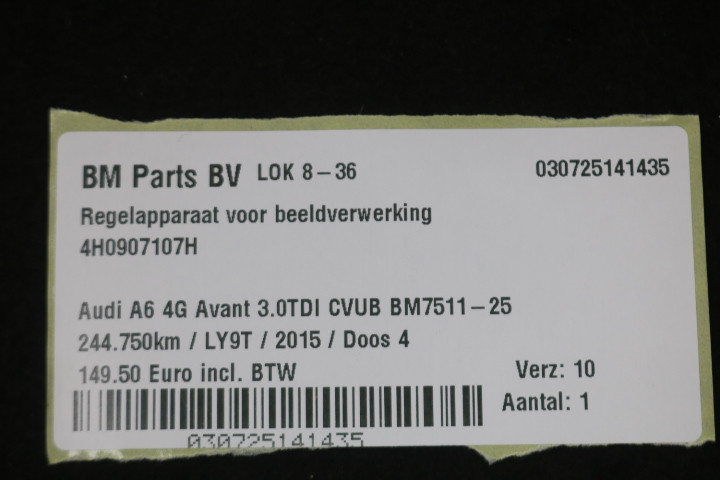 BM Parts BV LOK 8-36 030725141435
Regelapparaat voor beeldverwerking
4H0907107H
Audi A6 4G Avant 3.0TDI CVUB BM7511-25
244.750km / LY9T / 2015 / Doos 4
149.50 Euro incl. BTW Verz: 10
Aantal: 1
030725141435